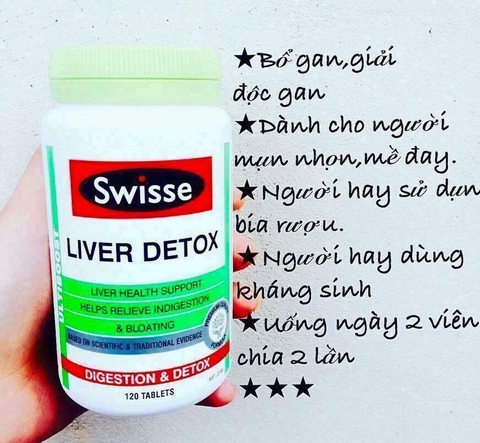 Swisse
LIVER DETOX
LIVER HEALTH SUPPORT
HELPS RELIEVE INDIGESTION
& BLOATING
BASED ON SCIENTIFIC & TRADITIONAL EVIDENCE
DIGESTION & DETOX
120 TABLETS
ULTIBOOST
★Bổ gan,giải
độc gan
★Dành cho người
mụn nhọn,mề đay.
★Người hay sử dụn
bia rượu.
★Người hay dùng
kháng sinh
★Uống ngày 2 viên
chía 2 lần
★★★